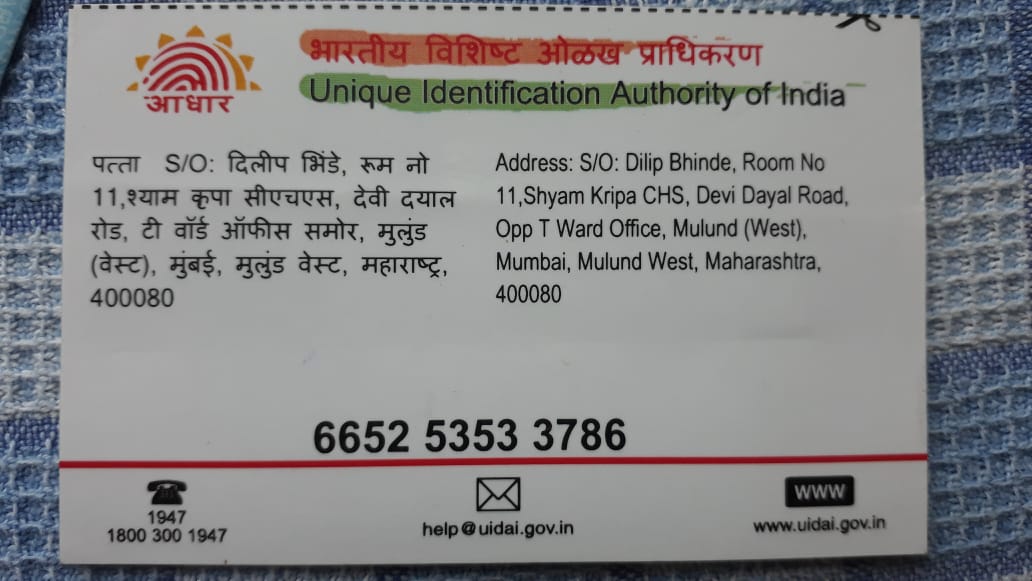 आधार
भारतीय विशिष्ट ओळख प्राधिकरण
Unique Identification Authority of India
पत्ता S/O: दिलीप भिंडे, रूम नो
11,श्याम कृपा सीएचएस, देवी दयाल
रोड, टी वॉर्ड ऑफीस समोर, मुलुंड
(वेस्ट), मुंबई, मुलुंड वेस्ट, महाराष्ट्र,
400080
Address: S/O: Dilip Bhinde, Room No
11,Shyam Kripa CHS, Devi Dayal Road,
Opp T Ward Office, Mulund (West),
Mumbai, Mulund West, Maharashtra,
400080
6652 5353 3786
1947
1800 300 1947
help@uidai.gov.in
www
www.uidai.gov.in